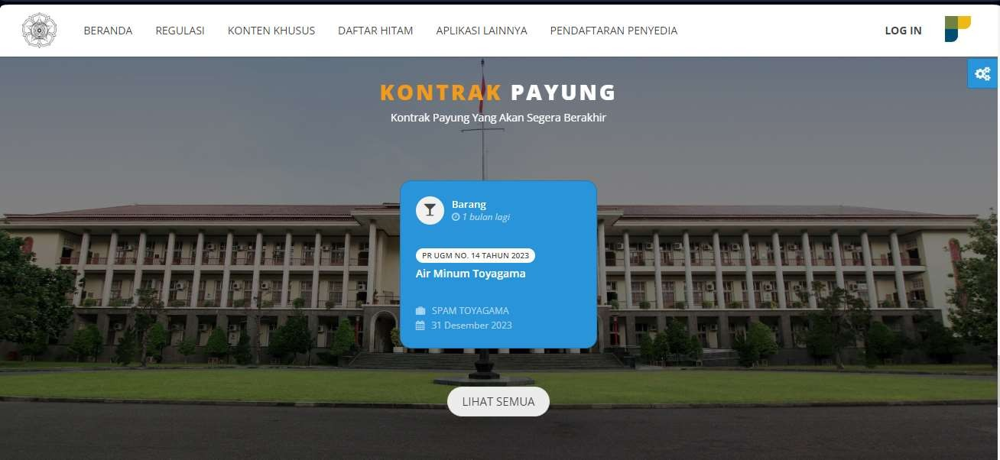 BERANDA REGULASI KONTEN KHUSUS DAFTAR HITAM APLIKASI LAINNYA PENDAFTARAN PENYEDIA LOG IN
KONTRAK PAYUNG
Kontrak Payung Yang Akan Segera Berakhir
Barang
1 bulan lagi
PR UGM NO. 14 TAHUN 2023
Air Minum Toyagama
SPAM TOYAGAMA
31 Desember 2023
LIHAT SEMUA